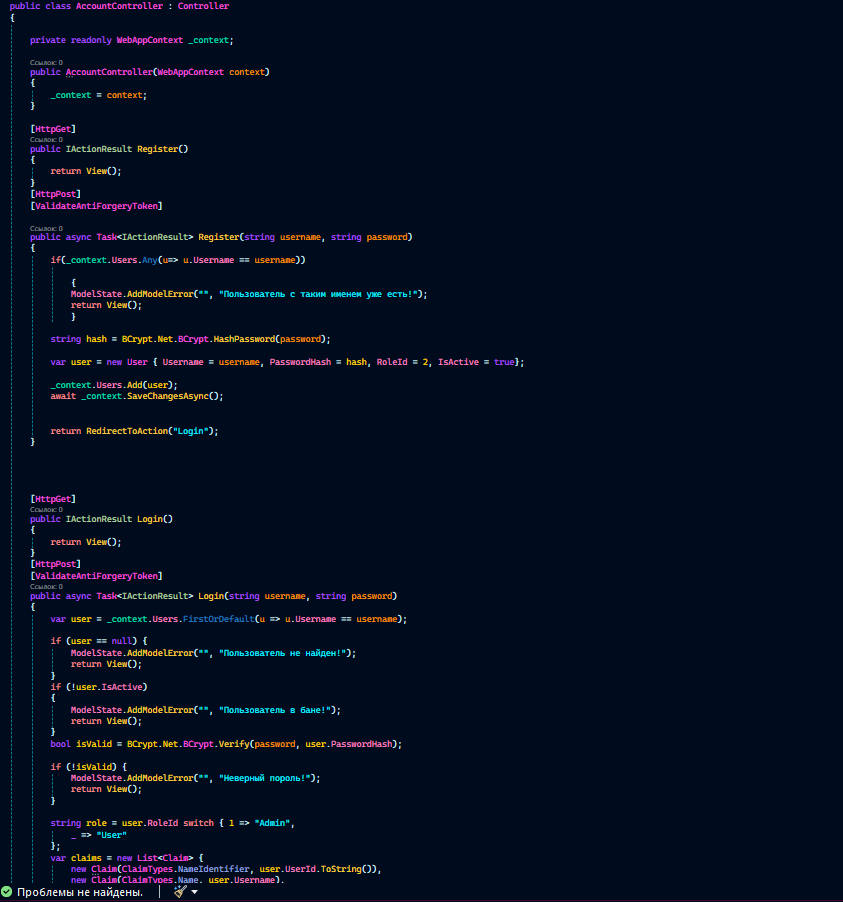 public class AccountController : Controller
{
private readonly WebAppContext _context;
Ссылок: 0
public AccountController(WebAppContext context)
{
_context = context;
}
[HttpGet]
Ссылок: 0
public IActionResult Register()
{
return View();
}
[HttpPost]
[ValidateAntiForgeryToken]
Ссылок: 0
public async Task<IActionResult> Register(string username, string password)
{
if(_context.Users.Any(u=> u.Username == username))
{
ModelState.AddModelError("", "Пользователь с таким именем уже есть!");
return View();
}
string hash = BCrypt.Net.BCrypt.HashPassword(password);
var user = new User { Username = username, PasswordHash = hash, RoleId = 2, IsActive = true};
_context.Users.Add(user);
await _context.SaveChangesAsync();
return RedirectToAction("Login");
}
[HttpGet]
Ссылок: 0
public IActionResult Login()
{
return View();
}
[HttpPost]
[ValidateAntiForgeryToken]
Ссылок: 0
public async Task<IActionResult> Login(string username, string password)
{
var user = _context.Users.FirstOrDefault(u => u.Username == username);
if (user == null) {
ModelState.AddModelError("", "Пользователь не найден!");
return View();
}
if (!user.IsActive)
{
ModelState.AddModelError("", "Пользователь в бане!");
return View();
}
bool isValid = BCrypt.Net.BCrypt.Verify(password, user.PasswordHash);
if (!isValid) {
ModelState.AddModelError("", "Неверный пороль!");
return View();
}
string role = user.RoleId switch { 1 => "Admin",
_ => "User"
};
var claims = new List<Claim> {
new Claim(ClaimTypes.NameIdentifier, user.UserId.ToString()),
new Claim(ClaimTypes.Name, user.Username),
Проблемы не найдены.